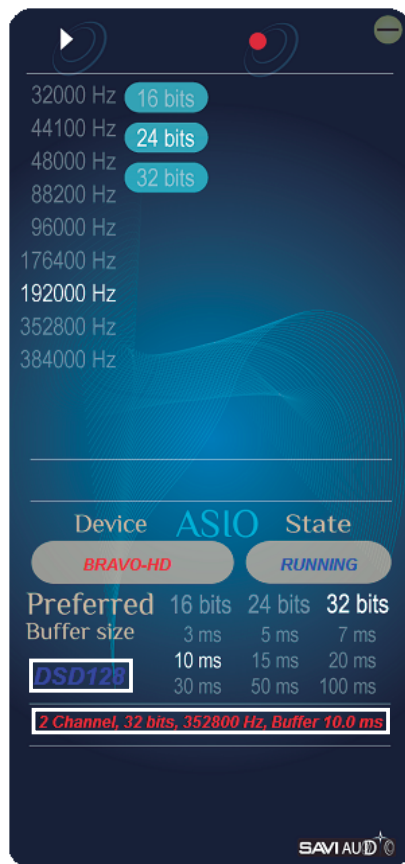 32000 Hz 16 bits
44100 Hz 24 bits
48000 Hz 32 bits
88200 Hz
96000 Hz
176400 Hz
192000 Hz
352800 Hz
384000 Hz
Device ASIO State
BRAVO-HD RUNNING
Preferred 16 bits 24 bits 32 bits
Buffer size 3 ms 5 ms 7 ms
10 ms 15 ms 20 ms
DSD128 30 ms 50 ms 100 ms
2 Channel, 32 bits, 352800 Hz, Buffer 10.0 ms
SAVI AUDIO